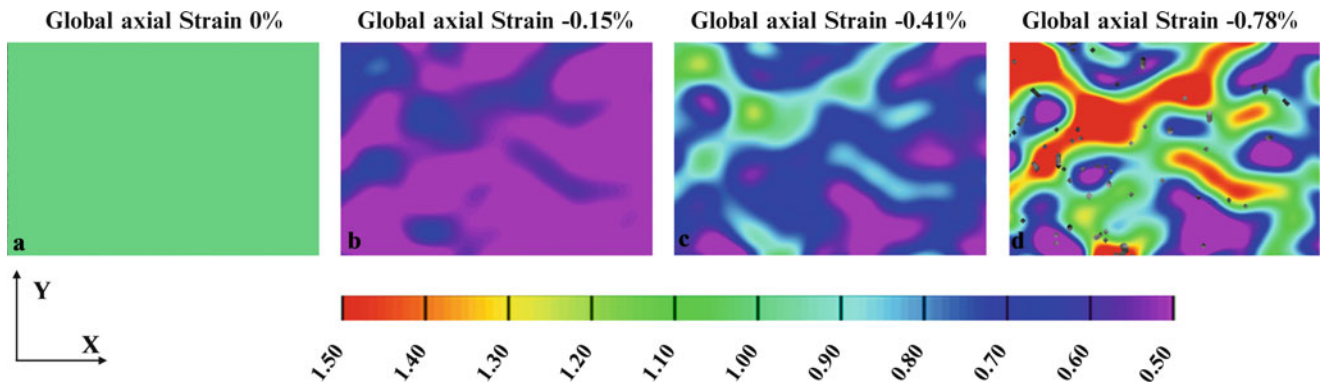 Global axial Strain 0%
Global axial Strain -0.15%
Global axial Strain -0.41%
Global axial Strain -0.78%
a
b
c
d
Y
X
1.50
1.40
1.30
1.20
1.10
1.00
0.90
0.80
0.70
0.60
0.50